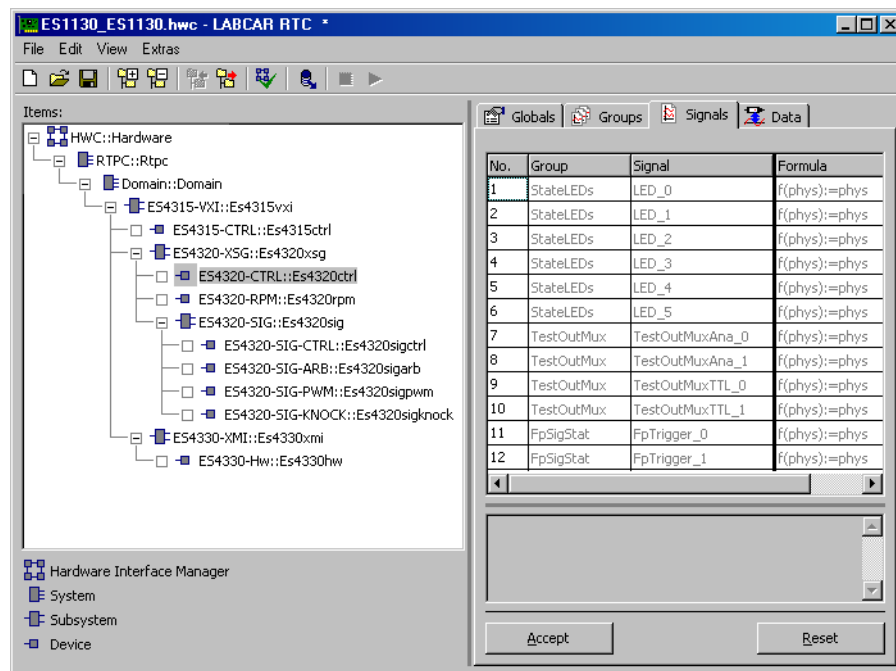 ES1130_ES1130.hwc - LABCAR RTC *
File Edit View Extras
Items:
HWC::Hardware
RTPC::Rtpc
Domain::Domain
ES4315-VXI::Es4315vxi
ES4315-CTRL::Es4315ctrl
ES4320-XSG::Es4320xsg
ES4320-CTRL::Es4320ctrl
ES4320-RPM::Es4320rpm
ES4320-SIG::Es4320sig
ES4320-SIG-CTRL::Es4320sigctrl
ES4320-SIG-ARB::Es4320sigarb
ES4320-SIG-PWM::Es4320sigpwm
ES4320-SIG-KNOCK::Es4320sigknock
ES4330-XMI::Es4330xmi
ES4330-Hw::Es4330hw
Hardware Interface Manager
System
Subsystem
Device
Globals Groups Signals Data
No. Group Signal Formula
1 StateLEDs LED_0 f(phys):=phys
2 StateLEDs LED_1 f(phys):=phys
3 StateLEDs LED_2 f(phys):=phys
4 StateLEDs LED_3 f(phys):=phys
5 StateLEDs LED_4 f(phys):=phys
6 StateLEDs LED_5 f(phys):=phys
7 TestOutMux TestOutMuxAna_0 f(phys):=phys
8 TestOutMux TestOutMuxAna_1 f(phys):=phys
9 TestOutMux TestOutMuxTTL_0 f(phys):=phys
10 TestOutMux TestOutMuxTTL_1 f(phys):=phys
11 FpSigStat FpTrigger_0 f(phys):=phys
12 FpSigStat FpTrigger_1 f(phys):=phys
Accept Reset